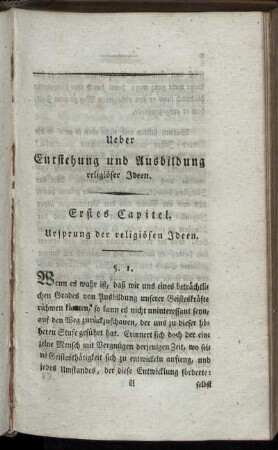 Ueber
Entstehung und Ausbildung
religiöser Ideen.
Erstes Capitel.
Ursprung der religiösen Ideen.
§. 1.
Wenn es wahr ist, daß wir uns eines beträchtli-
chen Grades von Ausbildung unserer Geisteskräfte
rühmen können, so kann es nicht uninteressant seyn,
auf den Weg zurückzuschauen, der uns zu dieser hö-
heren Stufe geführt hat. Erinnert sich doch der ein-
zelne Mensch mit Vergnügen derjenigen Zeit, wo sei-
ne Geistesthätigkeit sich zu entwickeln anfieng, und
jedes Umstandes, der diese Entwicklung förderte:
A selbst